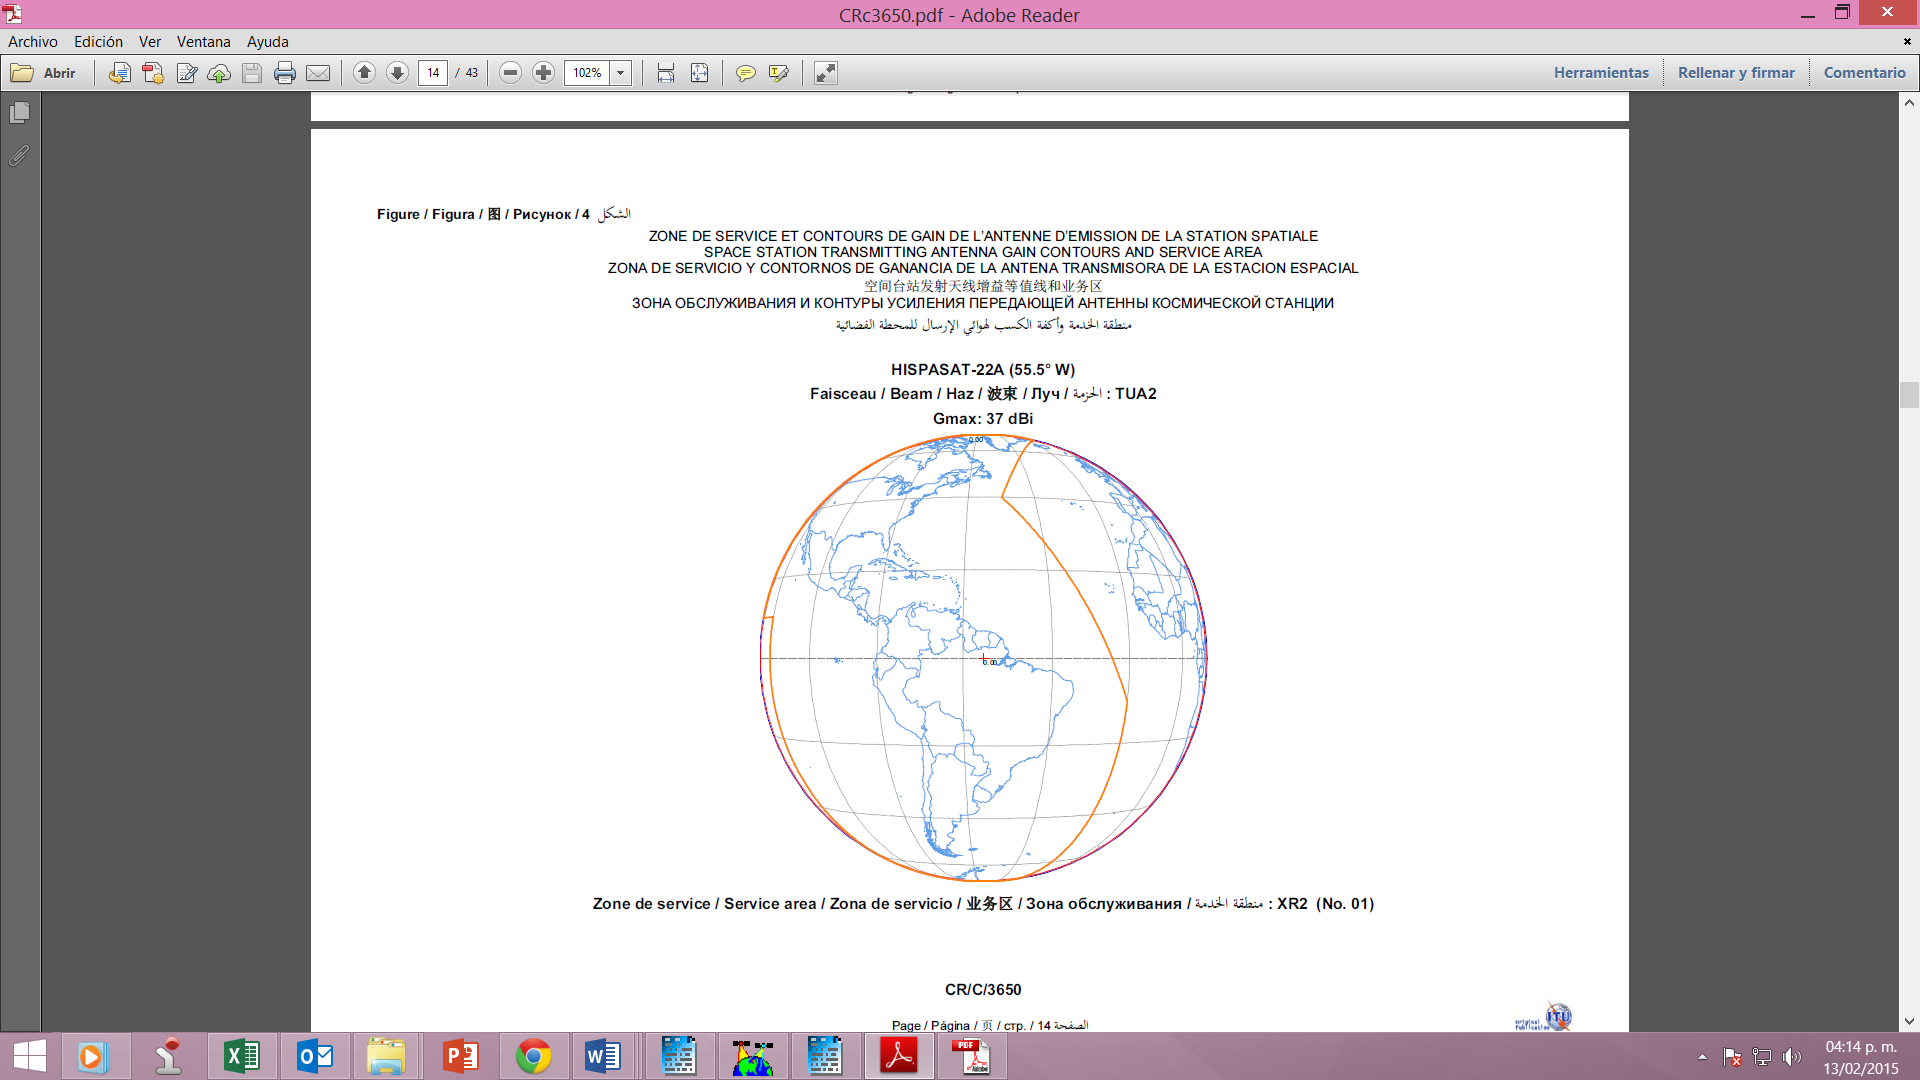 CRc3650.pdf - Adobe Reader
Archivo Edición Ver Ventana Ayuda
Abrir 14 / 43 102% Herramientas Rellenar y firmar Comentario
Figure / Figura / 图 / Рисунок / 4 الشكل
ZONE DE SERVICE ET CONTOURS DE GAIN DE L'ANTENNE D'EMISSION DE LA STATION SPATIALE
SPACE STATION TRANSMITTING ANTENNA GAIN CONTOURS AND SERVICE AREA
ZONA DE SERVICIO Y CONTORNOS DE GANANCIA DE LA ANTENA TRANSMISORA DE LA ESTACION ESPACIAL
空间台站发射天线增益等值线和业务区
ЗОНА ОБСЛУЖИВАНИЯ И КОНТУРЫ УСИЛЕНИЯ ПЕРЕДАЮЩЕЙ АНТЕННЫ КОСМИЧЕСКОЙ СТАНЦИИ
منطقة الخدمة وأكفة الكسب لهوائي الإرسال للمحطة الفضائية
HISPASAT-22A (55.5° W)
Faisceau / Beam / Haz / 波束 / Луч / الحزمة : TUA2
Gmax: 37 dBi
0.00
0.00
Zone de service / Service area / Zona de servicio / 业务区 / Зона обслуживания / منطقة الخدمة : XR2 (No. 01)
CR/C/3650
Page / Página / 页 / стр. / 14 الصفحة
ITU
04:14 p. m.
13/02/2015